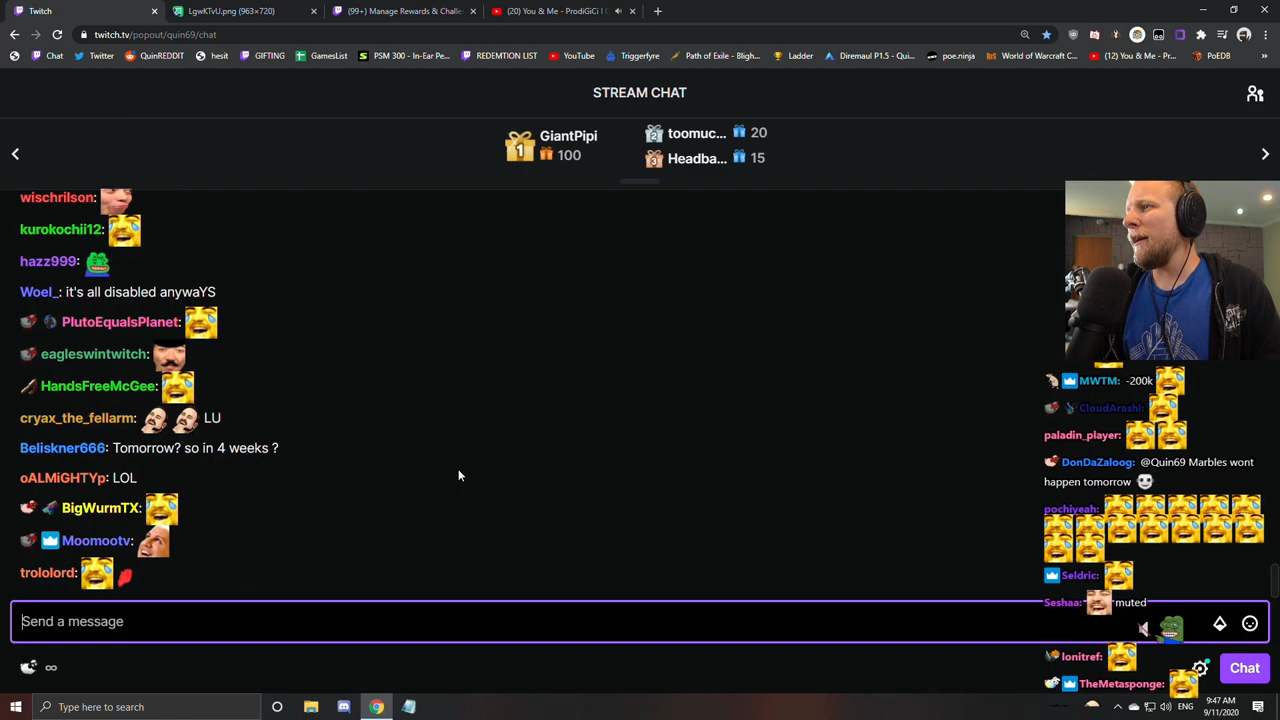 Twitch
LgwKTvU.png (963×720)
(99+) Manage Rewards & Challe
(20) You & Me - ProdiGiCi | C
twitch.tv/popout/quin69/chat
Chat
Twitter
QuinREDDIT
hesit
GIFTING
GamesList
PSM 300 - In-Ear Pe...
REDEMTION LIST
YouTube
Triggerfyre
Path of Exile - Bligh...
Ladder
Diremaul P1.5 - Qui...
poe.ninja
World of Warcraft C...
(12) You & Me - Pr...
PoEDB
STREAM CHAT
GiantPipi
100
toomuc... 20
Headba... 15
wischrilson:
kurokochii12:
hazz999:
Woel_: it's all disabled anywaYS
PlutoEqualsPlanet:
eagleswintwitch:
HandsFreeMcGee:
cryax_the_fellarm: LU
Beliskner666: Tomorrow? so in 4 weeks ?
oALMiGHTYp: LOL
BigWurmTX:
Moomootv:
trololord:
MWTM: -200k
CloudArashi:
paladin_player:
DonDaZaloog: @Quin69 Marbles wont
happen tomorrow
pochiyeah:
Seldric:
Seshaa: muted
lonitref:
TheMetasponge:
Send a message
Chat
Type here to search
ENG
9:47 AM
9/11/2020